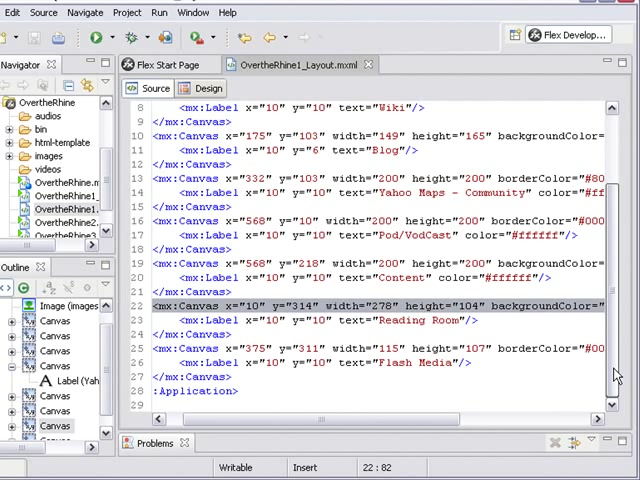 Edit Source Navigate Project Run Window Help
Flex Develop...
Navigator
Flex Start Page
OvertheRhine1_Layout.mxml
Source
Design
OvertheRhine
audios
bin
html-template
images
videos
OvertheRhine.m
OvertheRhine1_
OvertheRhine1.
OvertheRhine2.
OvertheRhine3
8 <mx:Label x="10" y="10" text="Wiki"/>
9 </mx:Canvas>
10 <mx:Canvas x="175" y="103" width="149" height="165" backgroundColor=
11 <mx:Label x="10" y="6" text="Blog"/>
12 </mx:Canvas>
13 <mx:Canvas x="332" y="103" width="200" height="200" borderColor="#80
14 <mx:Label x="10" y="10" text="Yahoo Maps - Community" color="#ff
15 </mx:Canvas>
16 <mx:Canvas x="568" y="10" width="200" height="200" borderColor="#000
17 <mx:Label x="10" y="10" text="Pod/VodCast" color="#ffffff"/>
18 </mx:Canvas>
19 <mx:Canvas x="568" y="218" width="200" height="200" borderColor="#00
20 <mx:Label x="10" y="10" text="Content" color="#ffffff"/>
21 </mx:Canvas>
22 <mx:Canvas x="10" y="314" width="278" height="104" backgroundColor="
23 <mx:Label x="10" y="10" text="Reading Room"/>
24 </mx:Canvas>
25 <mx:Canvas x="375" y="311" width="115" height="107" borderColor="#00
26 <mx:Label x="10" y="10" text="Flash Media"/>
27 </mx:Canvas>
28 :Application>
29
Outline
Image (images
Canvas
Canvas
Canvas
Canvas
Label (Yah
Canvas
Canvas
Canvas
Problems
Writable
Insert
22 : 82